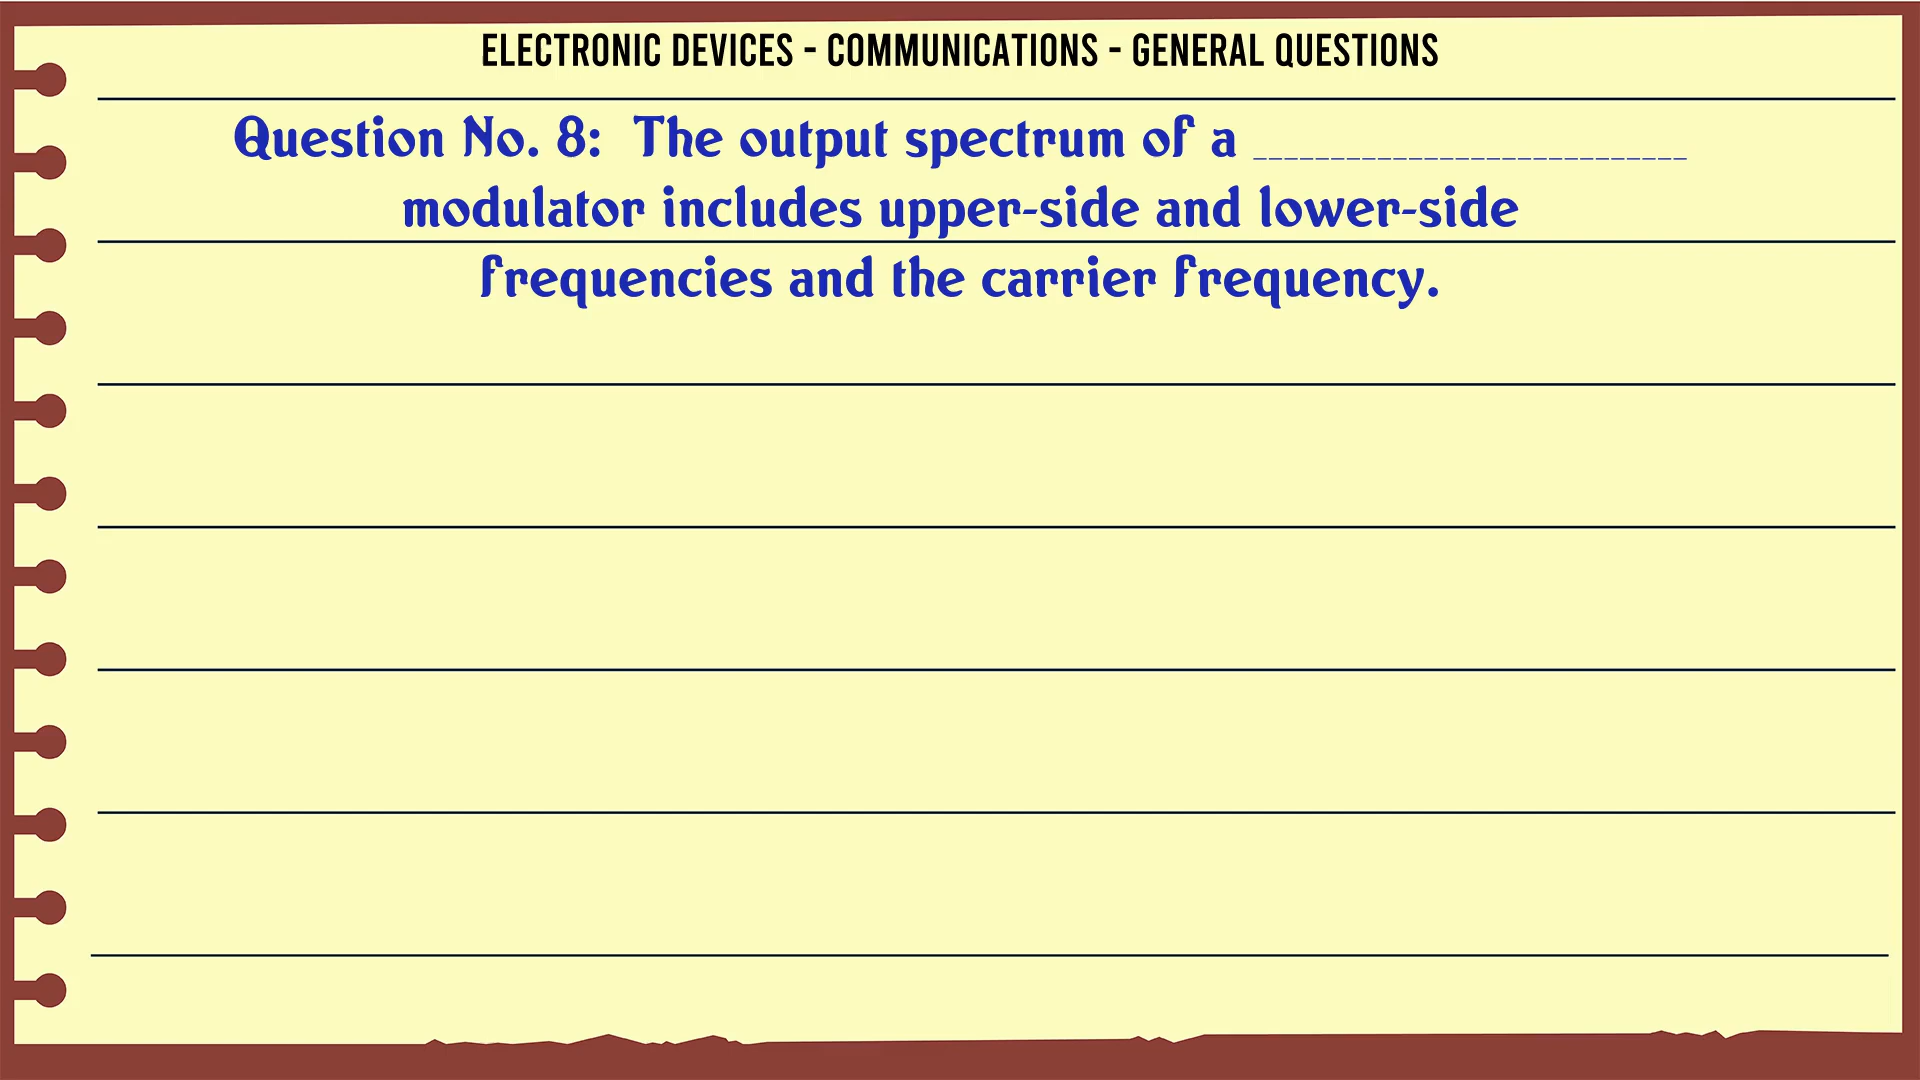 ELECTRONIC DEVICES - COMMUNICATIONS - GENERAL QUESTIONS
Question No. 8: The output spectrum of a ____________________________
modulator includes upper-side and lower-side
frequencies and the carrier frequency.